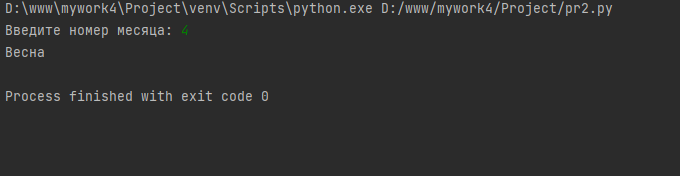 D:\www\mywork4\Project\venv\Scripts\python.exe D:/www/mywork4/Project/pr2.py
Введите номер месяца: 4
Весна
Process finished with exit code 0